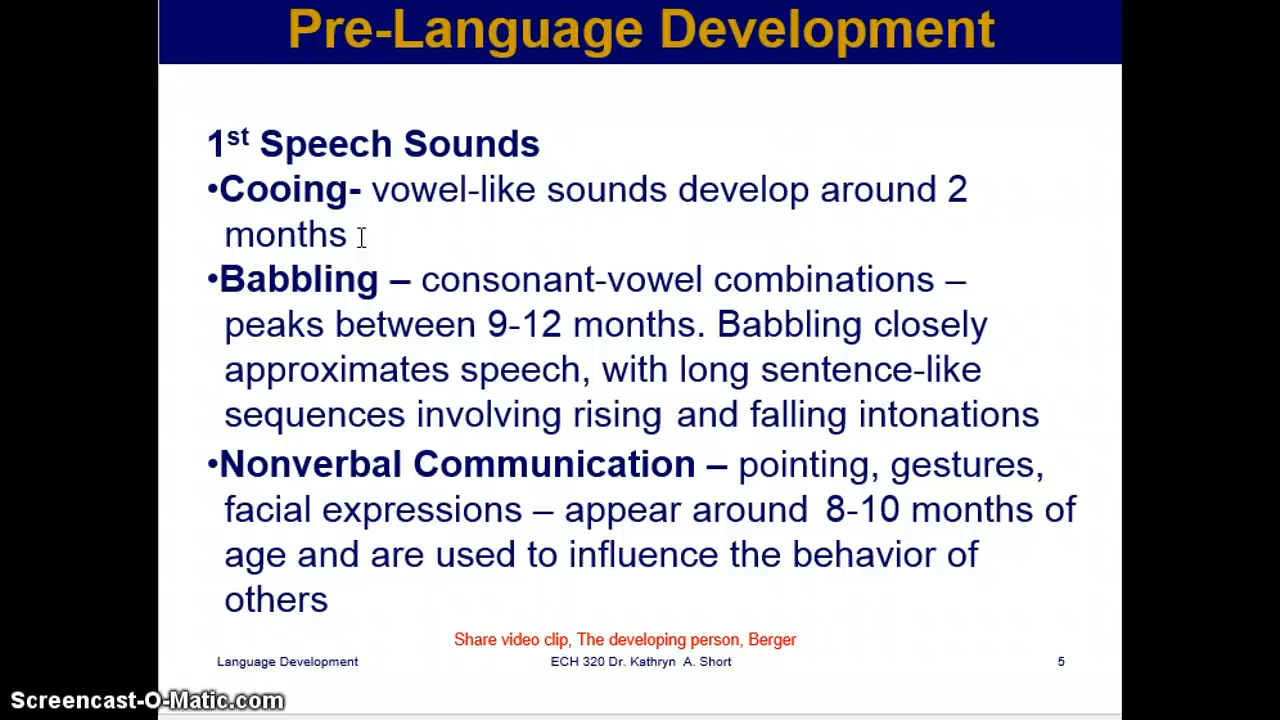 Pre-Language Development
1st Speech Sounds
•Cooing- vowel-like sounds develop around 2
months
•Babbling – consonant-vowel combinations –
peaks between 9-12 months. Babbling closely
approximates speech, with long sentence-like
sequences involving rising and falling intonations
•Nonverbal Communication – pointing, gestures,
facial expressions – appear around 8-10 months of
age and are used to influence the behavior of
others
Share video clip, The developing person, Berger
Language Development ECH 320 Dr. Kathryn A. Short 5
Screencast-O-Matic.com